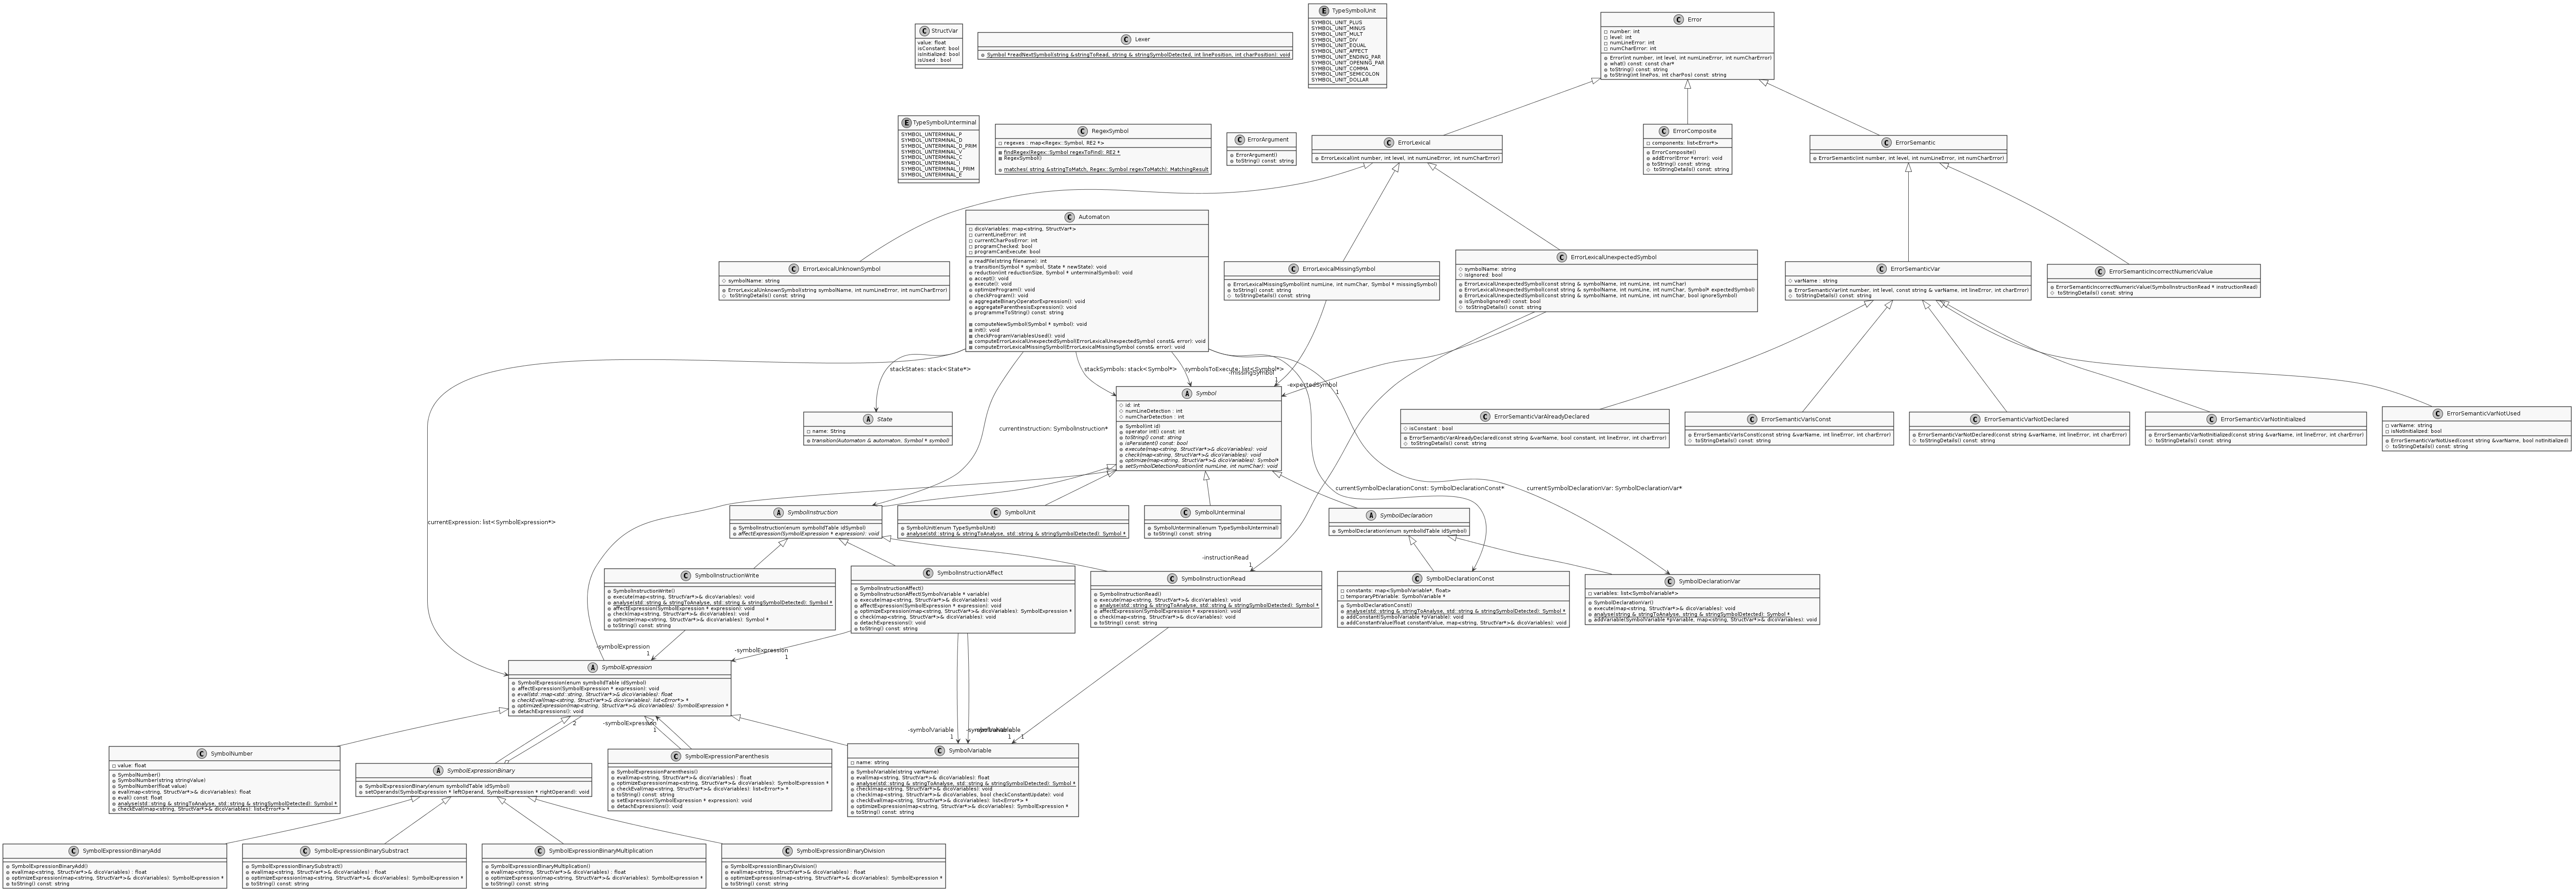 StructVar
value: float
isConstant: bool
isInitialized: bool
isUsed : bool
Lexer
Symbol *readNextSymbol(string &stringToRead, string & stringSymbolDetected, int linePosition, int charPosition): void
TypeSymbolUnit
SYMBOL_UNIT_PLUS
SYMBOL_UNIT_MINUS
SYMBOL_UNIT_MULT
SYMBOL_UNIT_DIV
SYMBOL_UNIT_EQUAL
SYMBOL_UNIT_AFFECT
SYMBOL_UNIT_ENDING_PAR
SYMBOL_UNIT_OPENING_PAR
SYMBOL_UNIT_COMMA
SYMBOL_UNIT_SEMICOLON
SYMBOL_UNIT_DOLLAR
Error
number: int
level: int
numLineError: int
numCharError: int
Error(int number, int level, int numLineError, int numCharError)
what() const: const char*
toString() const: string
toString(int linePos, int charPos) const: string
TypeSymbolUnterminal
SYMBOL_UNTERMINAL_P
SYMBOL_UNTERMINAL_D
SYMBOL_UNTERMINAL_D_PRIM
SYMBOL_UNTERMINAL_V
SYMBOL_UNTERMINAL_C
SYMBOL_UNTERMINAL_I
SYMBOL_UNTERMINAL_I_PRIM
SYMBOL_UNTERMINAL_E
RegexSymbol
regexes : map<Regex::Symbol, RE2 *>
findRegex(Regex::Symbol regexToFind): RE2 *
RegexSymbol()
matches( string &stringToMatch, Regex::Symbol regexToMatch): MatchingResult
ErrorArgument
ErrorArgument()
toString() const: string
ErrorLexical
ErrorLexical(int number, int level, int numLineError, int numCharError)
ErrorComposite
components: list<Error*>
ErrorComposite()
addError(Error *error): void
toString() const: string
toStringDetails() const: string
ErrorSemantic
ErrorSemantic(int number, int level, int numLineError, int numCharError)
Automaton
dicoVariables: map<string, StructVar*>
currentLineError: int
currentCharPosError: int
programChecked: bool
programCanExecute: bool
readFile(string filename): int
transition(Symbol * symbol, State * newState): void
reduction(int reductionSize, Symbol * unterminalSymbol): void
accept(): void
execute(): void
optimizeProgram(): void
checkProgram(): void
aggregateBinaryOperatorExpression(): void
aggregateParenthesisExpression(): void
programmeToString() const: string
computeNewSymbol(Symbol * symbol): void
init(): void
checkProgramVariablesUsed(): void
computeErrorLexicalUnexpectedSymbol(ErrorLexicalUnexpectedSymbol const& error): void
computeErrorLexicalMissingSymbol(ErrorLexicalMissingSymbol const& error): void
ErrorLexicalUnknownSymbol
symbolName: string
ErrorLexicalUnknownSymbol(string symbolName, int numLineError, int numCharError)
toStringDetails() const: string
ErrorLexicalMissingSymbol
ErrorLexicalMissingSymbol(int numLine, int numChar, Symbol * missingSymbol)
toString() const: string
toStringDetails() const: string
ErrorLexicalUnexpectedSymbol
symbolName: string
isIgnored: bool
ErrorLexicalUnexpectedSymbol(const string & symbolName, int numLine, int numChar)
ErrorLexicalUnexpectedSymbol(const string & symbolName, int numLine, int numChar, Symbol* expectedSymbol)
ErrorLexicalUnexpectedSymbol(const string & symbolName, int numLine, int numChar, bool ignoreSymbol)
isSymbolIgnored() const: bool
toStringDetails() const: string
ErrorSemanticVar
varName : string
ErrorSemanticVar(int number, int level, const string & varName, int lineError, int charError)
toStringDetails() const: string
ErrorSemanticIncorrectNumericValue
ErrorSemanticIncorrectNumericValue(SymbolInstructionRead * instructionRead)
toStringDetails() const: string
stackStates: stack<State*>
stackSymbols: stack<Symbol*>
symbolsToExecute: list<Symbol*>
-missingSymbol
1
-expectedSymbol
1
State
name: String
transition(Automaton & automaton, Symbol * symbol)
Symbol
id: int
numLineDetection : int
numCharDetection : int
Symbol(int id)
operator int() const: int
toString() const: string
isPersistent() const: bool
execute(map<string, StructVar*>& dicoVariables): void
check(map<string, StructVar*>& dicoVariables): void
optimize(map<string, StructVar*>& dicoVariables): Symbol*
setSymbolDetectionPosition(int numLine, int numChar): void
ErrorSemanticVarAlreadyDeclared
isConstant : bool
ErrorSemanticVarAlreadyDeclared(const string &varName, bool constant, int lineError, int charError)
toStringDetails() const: string
ErrorSemanticVarIsConst
ErrorSemanticVarIsConst(const string &varName, int lineError, int charError)
toStringDetails() const: string
ErrorSemanticVarNotDeclared
ErrorSemanticVarNotDeclared(const string &varName, int lineError, int charError)
toStringDetails() const: string
ErrorSemanticVarNotInitialized
ErrorSemanticVarNotInitialized(const string &varName, int lineError, int charError)
toStringDetails() const: string
ErrorSemanticVarNotUsed
varName: string
isNotInitialized: bool
ErrorSemanticVarNotUsed(const string &varName, bool notInitialized)
toStringDetails() const: string
currentInstruction: SymbolInstruction*
currentSymbolDeclarationConst: SymbolDeclarationConst*
currentSymbolDeclarationVar: SymbolDeclarationVar*
currentExpression: list<SymbolExpression*>
SymbolInstruction
SymbolInstruction(enum symbolIdTable idSymbol)
affectExpression(SymbolExpression * expression): void
SymbolUnit
SymbolUnit(enum TypeSymbolUnit)
analyse(std::string & stringToAnalyse, std::string & stringSymbolDetected): Symbol *
SymbolUnterminal
SymbolUnterminal(enum TypeSymbolUnterminal)
toString() const: string
SymbolDeclaration
SymbolDeclaration(enum symbolIdTable idSymbol)
-instructionRead
1
SymbolInstructionWrite
SymbolInstructionWrite()
execute(map<string, StructVar*>& dicoVariables): void
analyse(std::string & stringToAnalyse, std::string & stringSymbolDetected): Symbol *
affectExpression(SymbolExpression * expression): void
check(map<string, StructVar*>& dicoVariables): void
optimize(map<string, StructVar*>& dicoVariables): Symbol *
toString() const: string
SymbolInstructionAffect
SymbolInstructionAffect()
SymbolInstructionAffect(SymbolVariable * variable)
execute(map<string, StructVar*>& dicoVariables): void
affectExpression(SymbolExpression * expression): void
optimize(map<string, StructVar*>& dicoVariables): SymbolExpression *
check(map<string, StructVar*>& dicoVariables): void
detachExpressions(): void
toString() const: string
SymbolInstructionRead
SymbolInstructionRead()
execute(map<string, StructVar*>& dicoVariables): void
analyse(std::string & stringToAnalyse, std::string & stringSymbolDetected): Symbol *
affectExpression(SymbolExpression * expression): void
check(map<string, StructVar*>& dicoVariables): void
toString() const: string
SymbolDeclarationConst
constants: map<SymbolVariable*, float>
temporaryPtVariable: SymbolVariable *
SymbolDeclarationConst()
analyse(std::string & stringToAnalyse, std::string & stringSymbolDetected): Symbol *
addConstant(SymbolVariable *pVariable): void
addConstantValue(float constantValue, map<string, StructVar*>& dicoVariables): void
SymbolDeclarationVar
variables: list<SymbolVariable*>
SymbolDeclarationVar()
execute(map<string, StructVar*>& dicoVariables): void
analyse(string & stringToAnalyse, string & stringSymbolDetected): Symbol *
addVariable(SymbolVariable *pVariable, map<string, StructVar*>& dicoVariables): void
-symbolExpression
1
-symbolExpression
1
SymbolExpression
SymbolExpression(enum symbolIdTable idSymbol)
affectExpression(SymbolExpression * expression): void
eval(std::map<std::string, StructVar*>& dicoVariables): float
checkEval(map<string, StructVar*>& dicoVariables): list<Error*> *
optimizeExpression(map<string, StructVar*>& dicoVariables): SymbolExpression *
detachExpressions(): void
2
-symbolExpression
1
-symbolVariable
1
1
1
SymbolNumber
value: float
SymbolNumber()
SymbolNumber(string stringValue)
SymbolNumber(float value)
eval(map<string, StructVar*>& dicoVariables): float
eval() const: float
analyse(std::string & stringToAnalyse, std::string & stringSymbolDetected): Symbol *
checkEval(map<string, StructVar*>& dicoVariables): list<Error*> *
SymbolExpressionBinary
SymbolExpressionBinary(enum symbolIdTable idSymbol)
setOperands(SymbolExpression * leftOperand, SymbolExpression * rightOperand): void
SymbolExpressionParenthesis
SymbolExpressionParenthesis()
eval(map<string, StructVar*>& dicoVariables) : float
optimizeExpression(map<string, StructVar*>& dicoVariables): SymbolExpression *
checkEval(map<string, StructVar*>& dicoVariables): list<Error*> *
toString() const: string
setExpression(SymbolExpression * expression): void
detachExpressions(): void
SymbolVariable
name: string
SymbolVariable(string varName)
eval(map<string, StructVar*>& dicoVariables): float
analyse(std::string & stringToAnalyse, std::string & stringSymbolDetected): Symbol *
check(map<string, StructVar*>& dicoVariables): void
check(map<string, StructVar*>& dicoVariables, bool checkConstantUpdate): void
checkEval(map<string, StructVar*>& dicoVariables): list<Error*> *
optimizeExpression(map<string, StructVar*>& dicoVariables): SymbolExpression *
toString() const: string
SymbolExpressionBinaryAdd
SymbolExpressionBinaryAdd()
eval(map<string, StructVar*>& dicoVariables) : float
optimizeExpression(map<string, StructVar*>& dicoVariables): SymbolExpression *
toString() const: string
SymbolExpressionBinarySubstract
SymbolExpressionBinarySubstract()
eval(map<string, StructVar*>& dicoVariables) : float
optimizeExpression(map<string, StructVar*>& dicoVariables): SymbolExpression *
toString() const: string
SymbolExpressionBinaryMultiplication
SymbolExpressionBinaryMultiplication()
eval(map<string, StructVar*>& dicoVariables) : float
optimizeExpression(map<string, StructVar*>& dicoVariables): SymbolExpression *
toString() const: string
SymbolExpressionBinaryDivision
SymbolExpressionBinaryDivision()
eval(map<string, StructVar*>& dicoVariables) : float
optimizeExpression(map<string, StructVar*>& dicoVariables): SymbolExpression *
toString() const: string